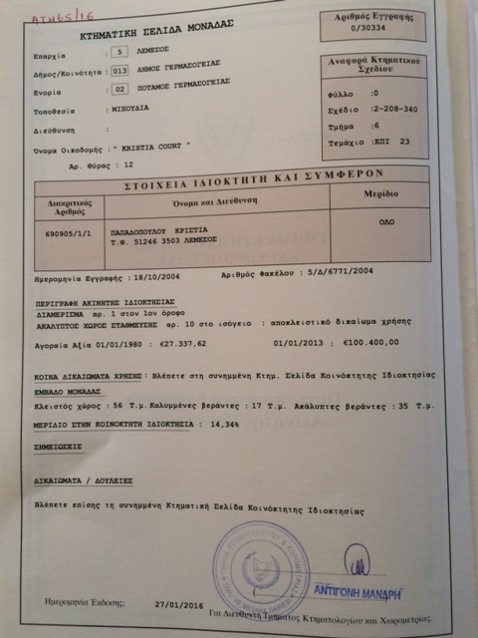 ΑΙΤ65/16
ΚΤΗΜΑΤΙΚΗ ΣΕΛΙΔΑ ΜΟΝΑΔΑΣ
Αριθμός Εγγραφής
0/30334
Επαρχία : 5 ΛΕΜΕΣΟΣ
Δήμος/Κοινότητα : 013 ΔΗΜΟΣ ΓΕΡΜΑΣΟΓΕΙΑΣ
Ενορία : 02 ΠΟΤΑΜΟΣ ΓΕΡΜΑΣΟΓΕΙΑΣ
Τοποθεσία : ΜΙΣΟΥΔΙΑ
Διεύθυνση :
Όνομα Οικοδομής : " KRISTIA COURT "
Αρ. Θύρας : 12
Αναφορά Κτηματικού Σχεδίου
Φύλλο :0
Σχέδιο :2-208-340
Τμήμα :6
Τεμάχιο :ΕΠΙ 23
ΣΤΟΙΧΕΙΑ ΙΔΙΟΚΤΗΤΗ ΚΑΙ ΣΥΜΦΕΡΟΝ
Διακριτικός Αριθμός Όνομα και Διεύθυνση Μερίδιο
690905/1/1 ΠΑΠΑΔΟΠΟΥΛΟΥ ΚΡΙΣΤΙΑ ΟΛΟ
Τ.Θ. 51246 3503 ΛΕΜΕΣΟΣ
Ημερομηνία Εγγραφής : 18/10/2004 Αριθμός Φακέλου : 5/Δ/6771/2004
ΠΕΡΙΓΡΑΦΗ ΑΚΙΝΗΤΗΣ ΙΔΙΟΚΤΗΣΙΑΣ
ΔΙΑΜΕΡΙΣΜΑ αρ. 1 στον 1ον όροφο
ΑΚΑΛΥΠΤΟΣ ΧΩΡΟΣ ΣΤΑΘΜΕΥΣΗΣ αρ. 10 στο ισόγειο : αποκλειστικό δικαίωμα χρήσης
Αγοραία Αξία 01/01/1980 : €27.337,62 01/01/2013 : €100.400,00
ΚΟΙΝΑ ΔΙΚΑΙΩΜΑΤΑ ΧΡΗΣΗΣ: Βλέπετε στη συνημμένη Κτημ. Σελίδα Κοινόκτητης Ιδιοκτησίας
ΕΜΒΑΔΟ ΜΟΝΑΔΑΣ
Κλειστός χώρος : 56 Τ.μ. Καλυμμένες βεράντες : 17 Τ.μ. Ακάλυπτες βεράντες : 35 Τ.μ.
ΜΕΡΙΔΙΟ ΣΤΗΝ ΚΟΙΝΟΚΤΗΤΗ ΙΔΙΟΚΤΗΣΙΑ : 14,34%
ΣΗΜΕΙΩΣΕΙΣ
ΔΙΚΑΙΩΜΑΤΑ / ΔΟΥΛΕΙΕΣ
Βλέπετε επίσης τη συνημμένη Κτηματική Σελίδα Κοινόκτητης Ιδιοκτησίας
ΑΝΤΙΓΟΝΗ ΜΑΝΔΡΗ
Ημερομηνία Έκδοσης: 27/01/2016 Για Διευθυντή Τμήματος Κτηματολογίου και Χωρομετρίας.